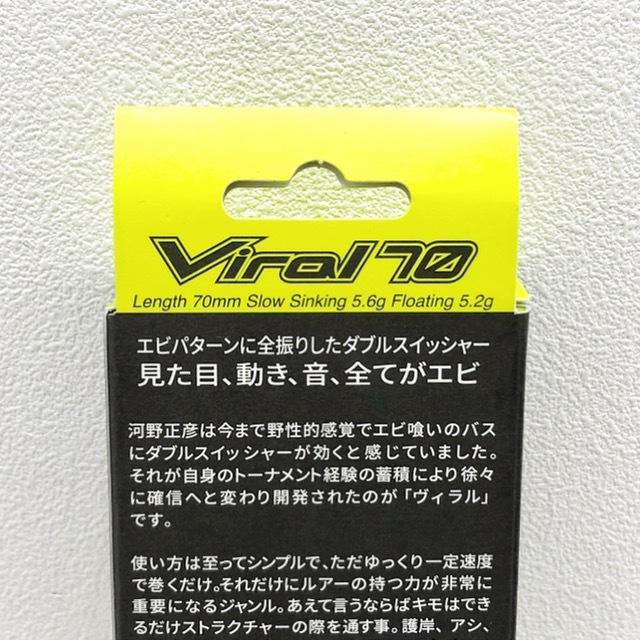 Viral 70
Length 70mm Slow Sinking 5.6g Floating 5.2g
エビパターンに全振りしたダブルスイッシャー
見た目、動き、音、全てがエビ
河野正彦は今まで野性的感覚でエビ喰いのバス
にダブルスイッシャーが効くと感じていました。
それが自身のトーナメント経験の蓄積により徐々
に確信へと変わり開発されたのが「ヴィラル」
です。
使い方は至ってシンプルで、ただゆっくり一定速度
で巻くだけ。それだけにルアーの持つ力が非常に
重要になるジャンル。あえて言うならばキモはでき
るだけストラクチャーの際を通す事。護岸、アシ、